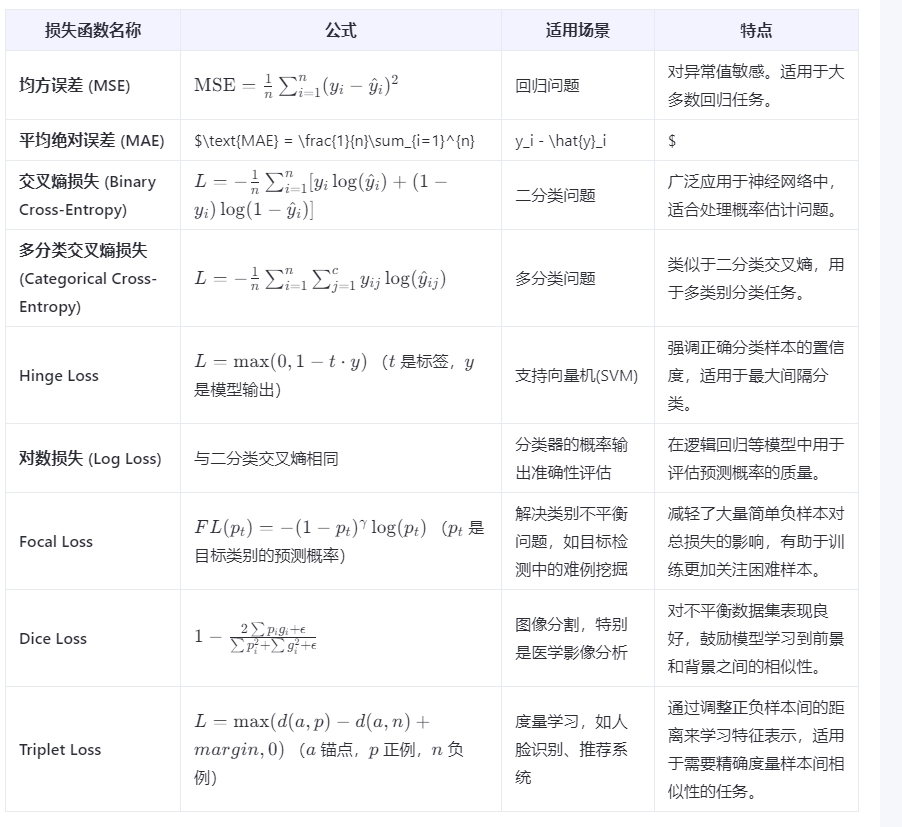 损失函数名称 公式 适用场景 特点
均方误差 (MSE) MSE = \frac{1}{n}\sum_{i=1}^{n}(y_i - \hat{y}_i)^2 回归问题 对异常值敏感。适用于大
多数回归任务。
平均绝对误差 (MAE) $\text{MAE} = \frac{1}{n}\sum_{i=1}^{n} y_i - \hat{y}_i $
交叉熵损失 (Binary
Cross-Entropy)
L = -\frac{1}{n}\sum_{i=1}^{n}[y_i \log(\hat{y}_i) + (1 -
y_i) \log(1 - \hat{y}_i)]
二分类问题
广泛应用于神经网络中，
适合处理概率估计问题。
多分类交叉熵损失
(Categorical Cross-
Entropy)
L = -\frac{1}{n}\sum_{i=1}^{n}\sum_{j=1}^{c} y_{ij} \log(\hat{y}_{ij})
多分类问题
类似于二分类交叉熵，用
于多类别分类任务。
Hinge Loss
L = max(0, 1 - t · y) （t 是标签，y
是模型输出）
支持向量机(SVM)
强调正确分类样本的置信
度，适用于最大间隔分
类。
对数损失 (Log Loss)
与二分类交叉熵相同
分类器的概率输
出准确性评估
在逻辑回归等模型中用于
评估预测概率的质量。
Focal Loss
FL(p_t) = -(1 - p_t)^γ log(p_t) （p_t 是
目标类别的预测概率）
解决类别不平衡
问题，如目标检
测中的难例挖掘
减轻了大量简单负样本对
总损失的影响，有助于训
练更加关注困难样本。
Dice Loss
1 - \frac{2\sum p_i g_i + ϵ}{\sum p_i^2 + \sum g_i^2 + ϵ}
图像分割，特别
是医学影像分析
对不平衡数据集表现良
好，鼓励模型学习到前景
和背景之间的相似性。
Triplet Loss
L = max(d(a, p) - d(a, n) +
margin, 0) （a 锚点，p 正例，n 负
例）
度量学习，如人
脸识别、推荐系
统
通过调整正负样本间的距
离来学习特征表示，适用
于需要精确度量样本间相
似性的任务。